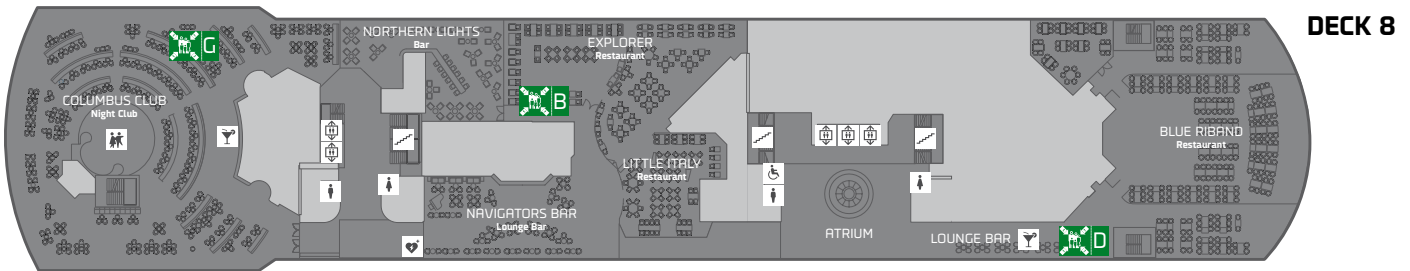 DECK 8
G
NORTHERN LIGHTS
Bar
EXPLORER
Restaurant
B
COLUMBUS CLUB
Night Club
BLUE RIBAND
Restaurant
LITTLE ITALY
Restaurant
NAVIGATORS BAR
Lounge Bar
ATRIUM
LOUNGE BAR
D